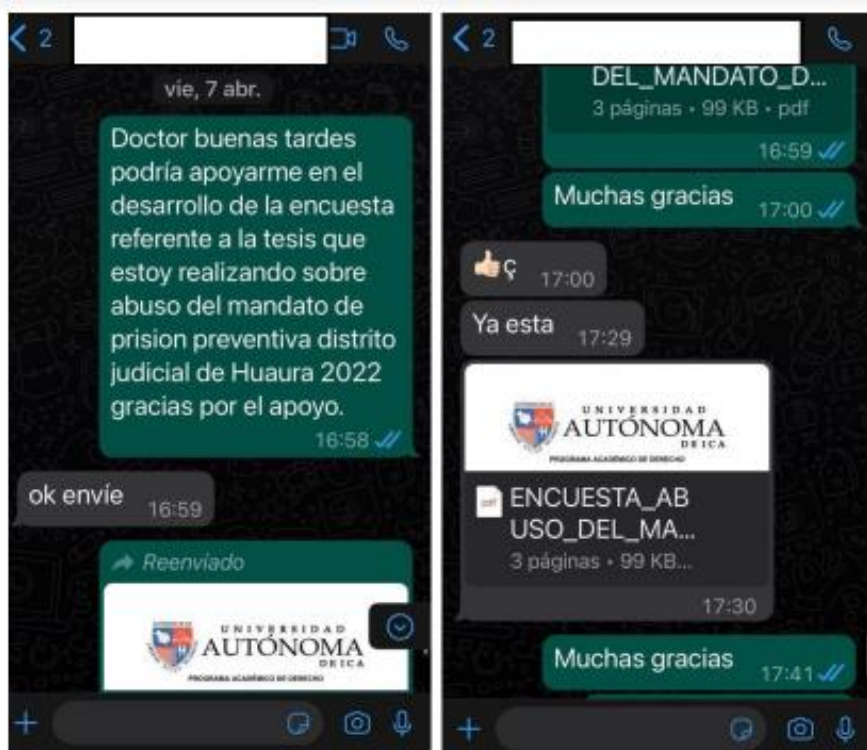 2
vie, 7 abr.
Doctor buenas tardes
podría apoyarme en el
desarrollo de la encuesta
referente a la tesis que
estoy realizando sobre
abuso del mandato de
prision preventiva distrito
judicial de Huaura 2022
gracias por el apoyo.
16:58
ok envíe
16:59
Reenviado
UNIVERSIDAD
AUTÓNOMA
DE ICA
PROGRAMA ACADÉMICO DE DERECHO
2
DEL_MANDATO_D...
3 páginas • 99 KB • pdf
16:59
Muchas gracias
17:00
👍🏻ç
17:00
Ya esta
17:29
UNIVERSIDAD
AUTÓNOMA
DE ICA
PROGRAMA ACADÉMICO DE DERECHO
ENCUESTA_AB
USO_DEL_MA...
3 páginas • 99 KB...
17:30
Muchas gracias
17:41